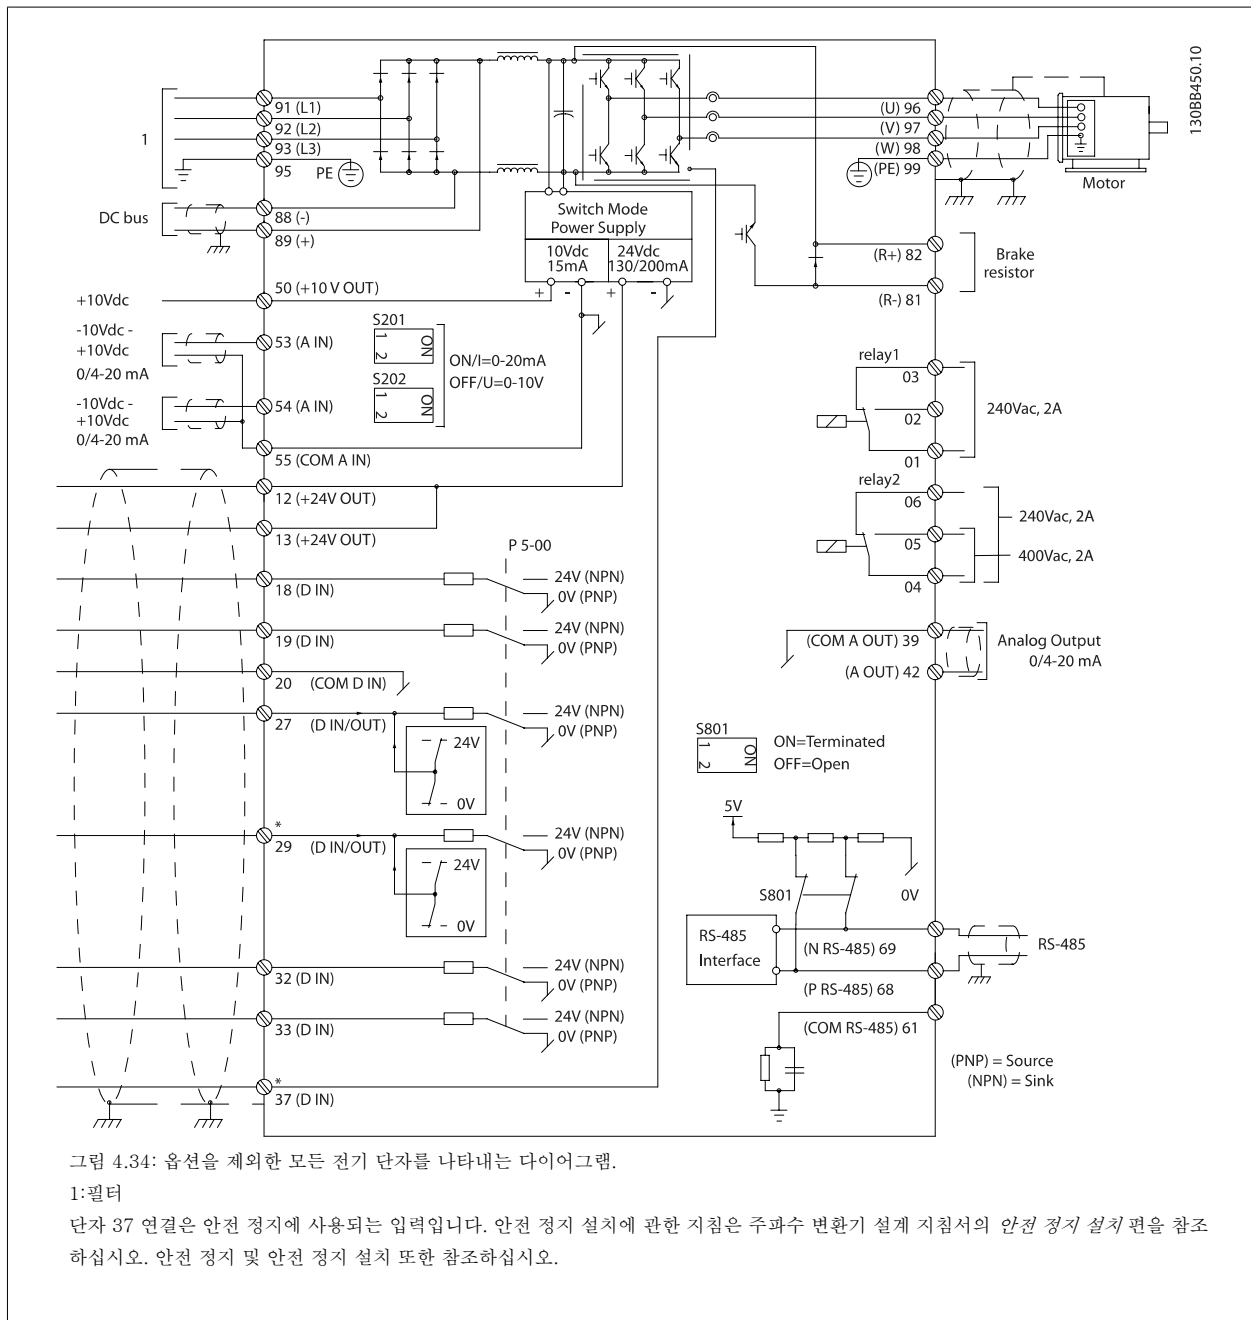 130BB450.10
91 (L1)
92 (L2)
93 (L3)
95
PE
1
DC bus
88 (-)
89 (+)
Switch Mode
Power Supply
10Vdc
15mA
24Vdc
130/200mA
+ - + -
(U) 96
(V) 97
(W) 98
(PE) 99
Motor
(R+) 82
Brake
resistor
(R-) 81
+10Vdc
50 (+10 V OUT)
-10Vdc -
+10Vdc
0/4-20 mA
53 (A IN)
S201
1
2
ON
S202
1
2
ON
ON/I=0-20mA
OFF/U=0-10V
-10Vdc -
+10Vdc
0/4-20 mA
54 (A IN)
55 (COM A IN)
12 (+24V OUT)
13 (+24V OUT)
relay1
03
02
01
240Vac, 2A
relay2
06
05
04
240Vac, 2A
400Vac, 2A
P 5-00
18 (D IN)
24V (NPN)
0V (PNP)
19 (D IN)
24V (NPN)
0V (PNP)
20 (COM D IN)
27 (D IN/OUT)
24V (NPN)
0V (PNP)
24V
0V
*
29 (D IN/OUT)
24V (NPN)
0V (PNP)
24V
0V
32 (D IN)
24V (NPN)
0V (PNP)
33 (D IN)
24V (NPN)
0V (PNP)
*
37 (D IN)
(COM A OUT) 39
(A OUT) 42
Analog Output
0/4-20 mA
S801
1
2
ON
ON=Terminated
OFF=Open
5V
S801
0V
RS-485
Interface
(N RS-485) 69
(P RS-485) 68
RS-485
(COM RS-485) 61
(PNP) = Source
(NPN) = Sink
그림 4.34: 옵션을 제외한 모든 전기 단자를 나타내는 다이어그램.
1:필터
단자 37 연결은 안전 정지에 사용되는 입력입니다. 안전 정지 설치에 관한 지침은 주파수 변환기 설계 지침서의 안전 정지 설치 편을 참조
하십시오. 안전 정지 및 안전 정지 설치 또한 참조하십시오.